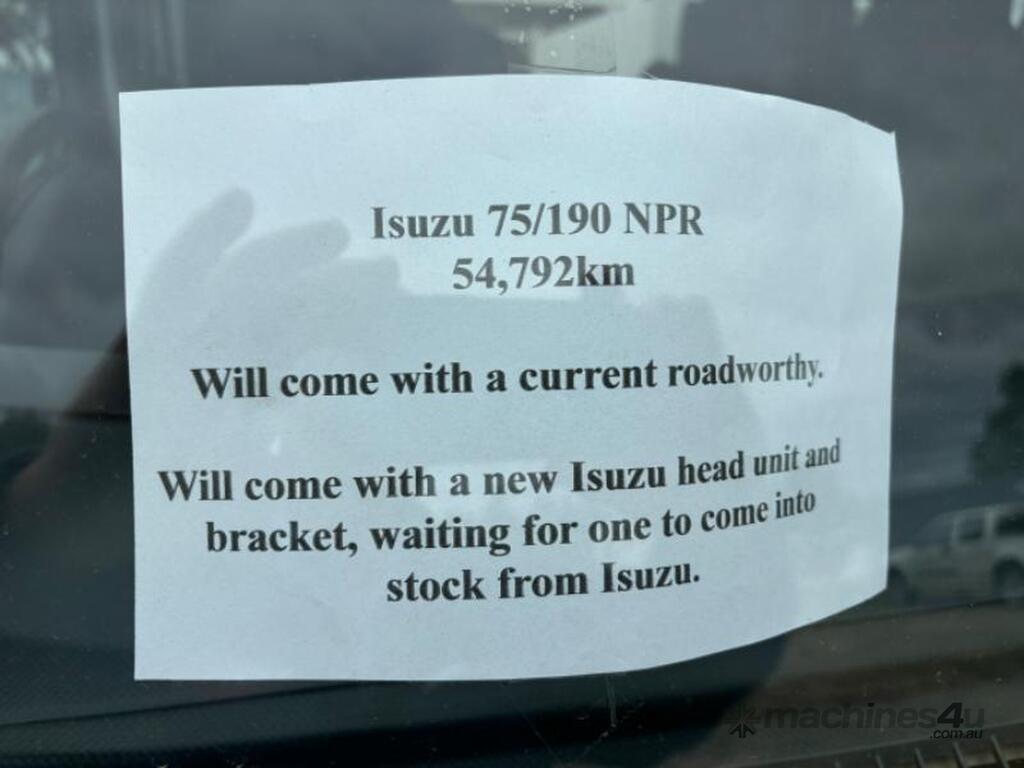 Isuzu 75/190 NPR
54,792km
Will come with a current roadworthy.
Will come with a new Isuzu head unit and
bracket, waiting for one to come into
stock from Isuzu.
machines4u
.com.au